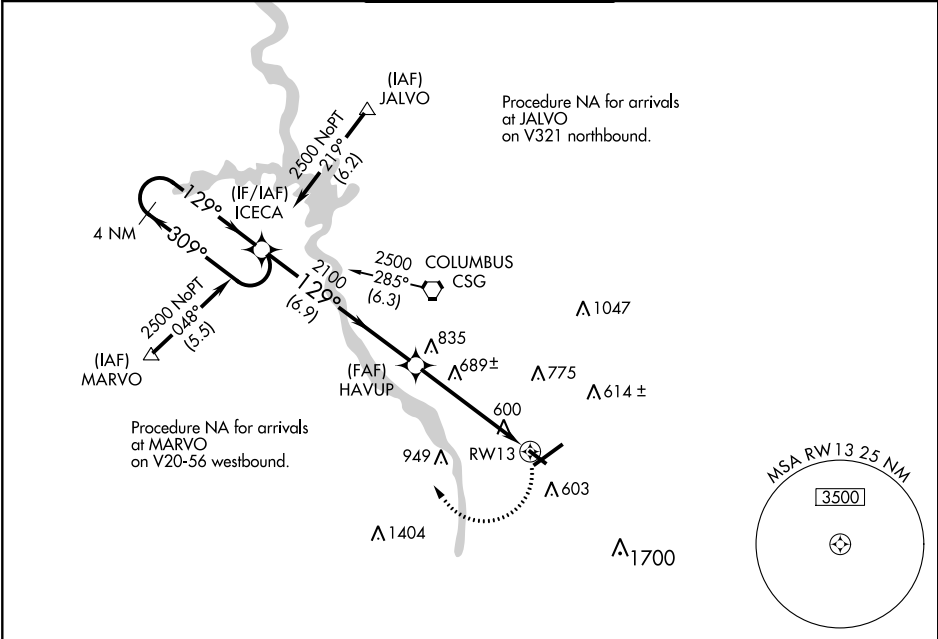 (IAF)
JALVO
Procedure NA for arrivals
at JALVO
on V321 northbound.
2500 NoPT
219°
(6.2)
(IF/IAF)
ICECA
129°
4 NM
309°
2100
129°
(6.9)
2500
285°
(6.3)
COLUMBUS
CSG
2500 NoPT
048°
(5.5)
(IAF)
MARVO
1047
835
(FAF)
HAVUP
689±
775
614 ±
600
Procedure NA for arrivals
at MARVO
on V20-56 westbound.
949
RW13
603
1404
1700
MSA RW13 25 NM
3500